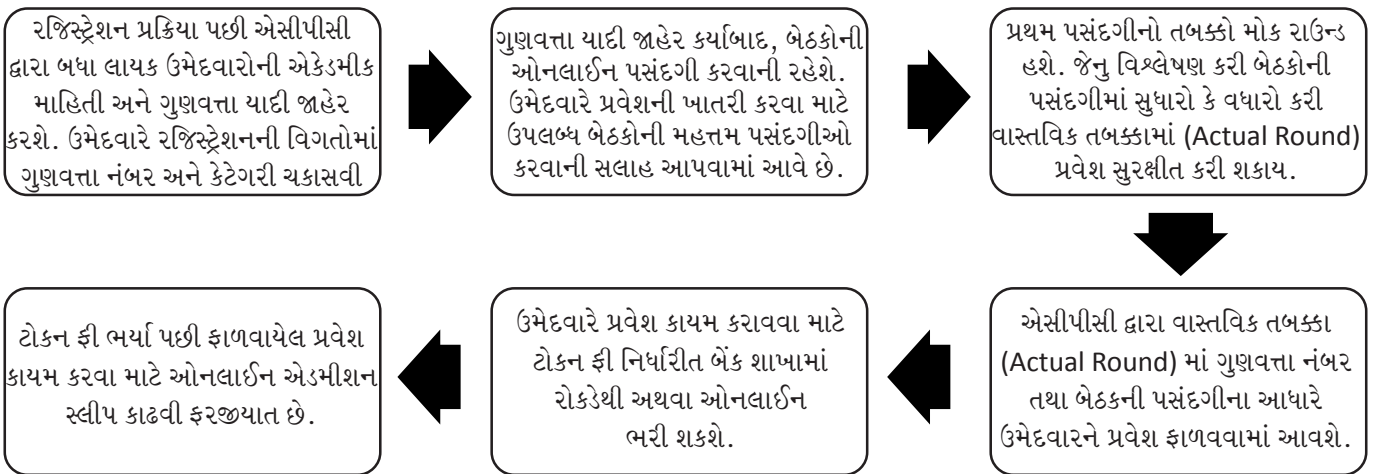 રજિસ્ટ્રેશન પ્રક્રિયા પછી એસીપીસી
દ્વારા બધા લાયક ઉમેદવારોની એકેડમીક
માહિતી અને ગુણવત્તા યાદી જાહેર
કરશે. ઉમેદવારે રજિસ્ટ્રેશનની વિગતોમાં
ગુણવત્તા નંબર અને કેટેગરી ચકાસવી
ગુણવત્તા યાદી જાહેર કર્યાબાદ, બેઠકોની
ઓનલાઈન પસંદગી કરવાની રહેશે.
ઉમેદવારે પ્રવેશની ખાતરી કરવા માટે
ઉપલબ્ધ બેઠકોની મહત્તમ પસંદગીઓ
કરવાની સલાહ આપવામાં આવે છે.
પ્રથમ પસંદગીનો તબક્કો મોક રાઉન્ડ
હશે. જેનુ વિશ્લેષણ કરી બેઠકોની
પસંદગીમાં સુધારો કે વધારો કરી
વાસ્તવિક તબક્કામાં (Actual Round)
પ્રવેશ સુરક્ષીત કરી શકાય.
એસીપીસી દ્વારા વાસ્તવિક તબક્કા
(Actual Round) માં ગુણવત્તા નંબર
તથા બેઠકની પસંદગીના આધારે
ઉમેદવારને પ્રવેશ ફાળવવામાં આવશે.
ઉમેદવારે પ્રવેશ કાયમ કરાવવા માટે
ટોકન ફી નિર્ધારીત બેંક શાખામાં
રોકડેથી અથવા ઓનલાઈન
ભરી શકશે.
ટોકન ફી ભર્યા પછી ફાળવાયેલ પ્રવેશ
કાયમ કરવા માટે ઓનલાઈન એડમીશન
સ્લીપ કાઢવી ફરજીયાત છે.